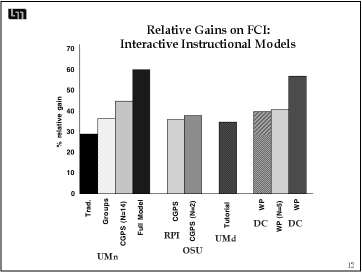 Relative Gains on FCI:
Interactive Instructional Models
% relative gain
70
60
50
40
30
20
10
0
Trad.
Groups
CGPS (N=14)
Full Model
CGPS
CGPS (N=2)
Tutorial
WP
WP (N=5)
WP
UMn
RPI
OSU
UMd
DC
DC
12